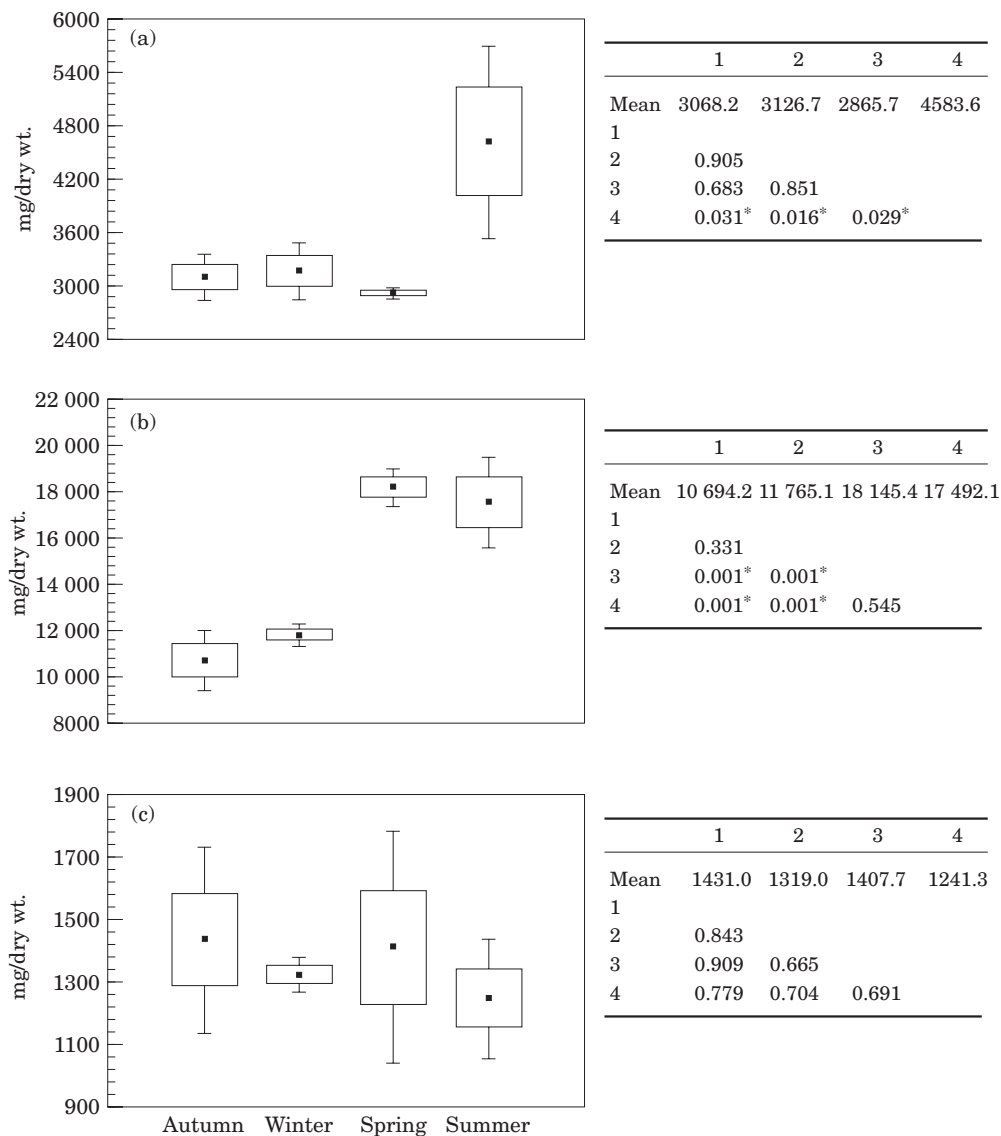 (a)
mg/dry wt.
6000
5400
4800
4200
3600
3000
2400
1 2 3 4
Mean 3068.2 3126.7 2865.7 4583.6
1
2 0.905
3 0.683 0.851
4 0.031* 0.016* 0.029*
(b)
mg/dry wt.
22 000
20 000
18 000
16 000
14 000
12 000
10 000
8000
1 2 3 4
Mean 10 694.2 11 765.1 18 145.4 17 492.1
1
2 0.331
3 0.001* 0.001*
4 0.001* 0.001* 0.545
(c)
mg/dry wt.
1900
1700
1500
1300
1100
900
Autumn Winter Spring Summer
1 2 3 4
Mean 1431.0 1319.0 1407.7 1241.3
1
2 0.843
3 0.909 0.665
4 0.779 0.704 0.691